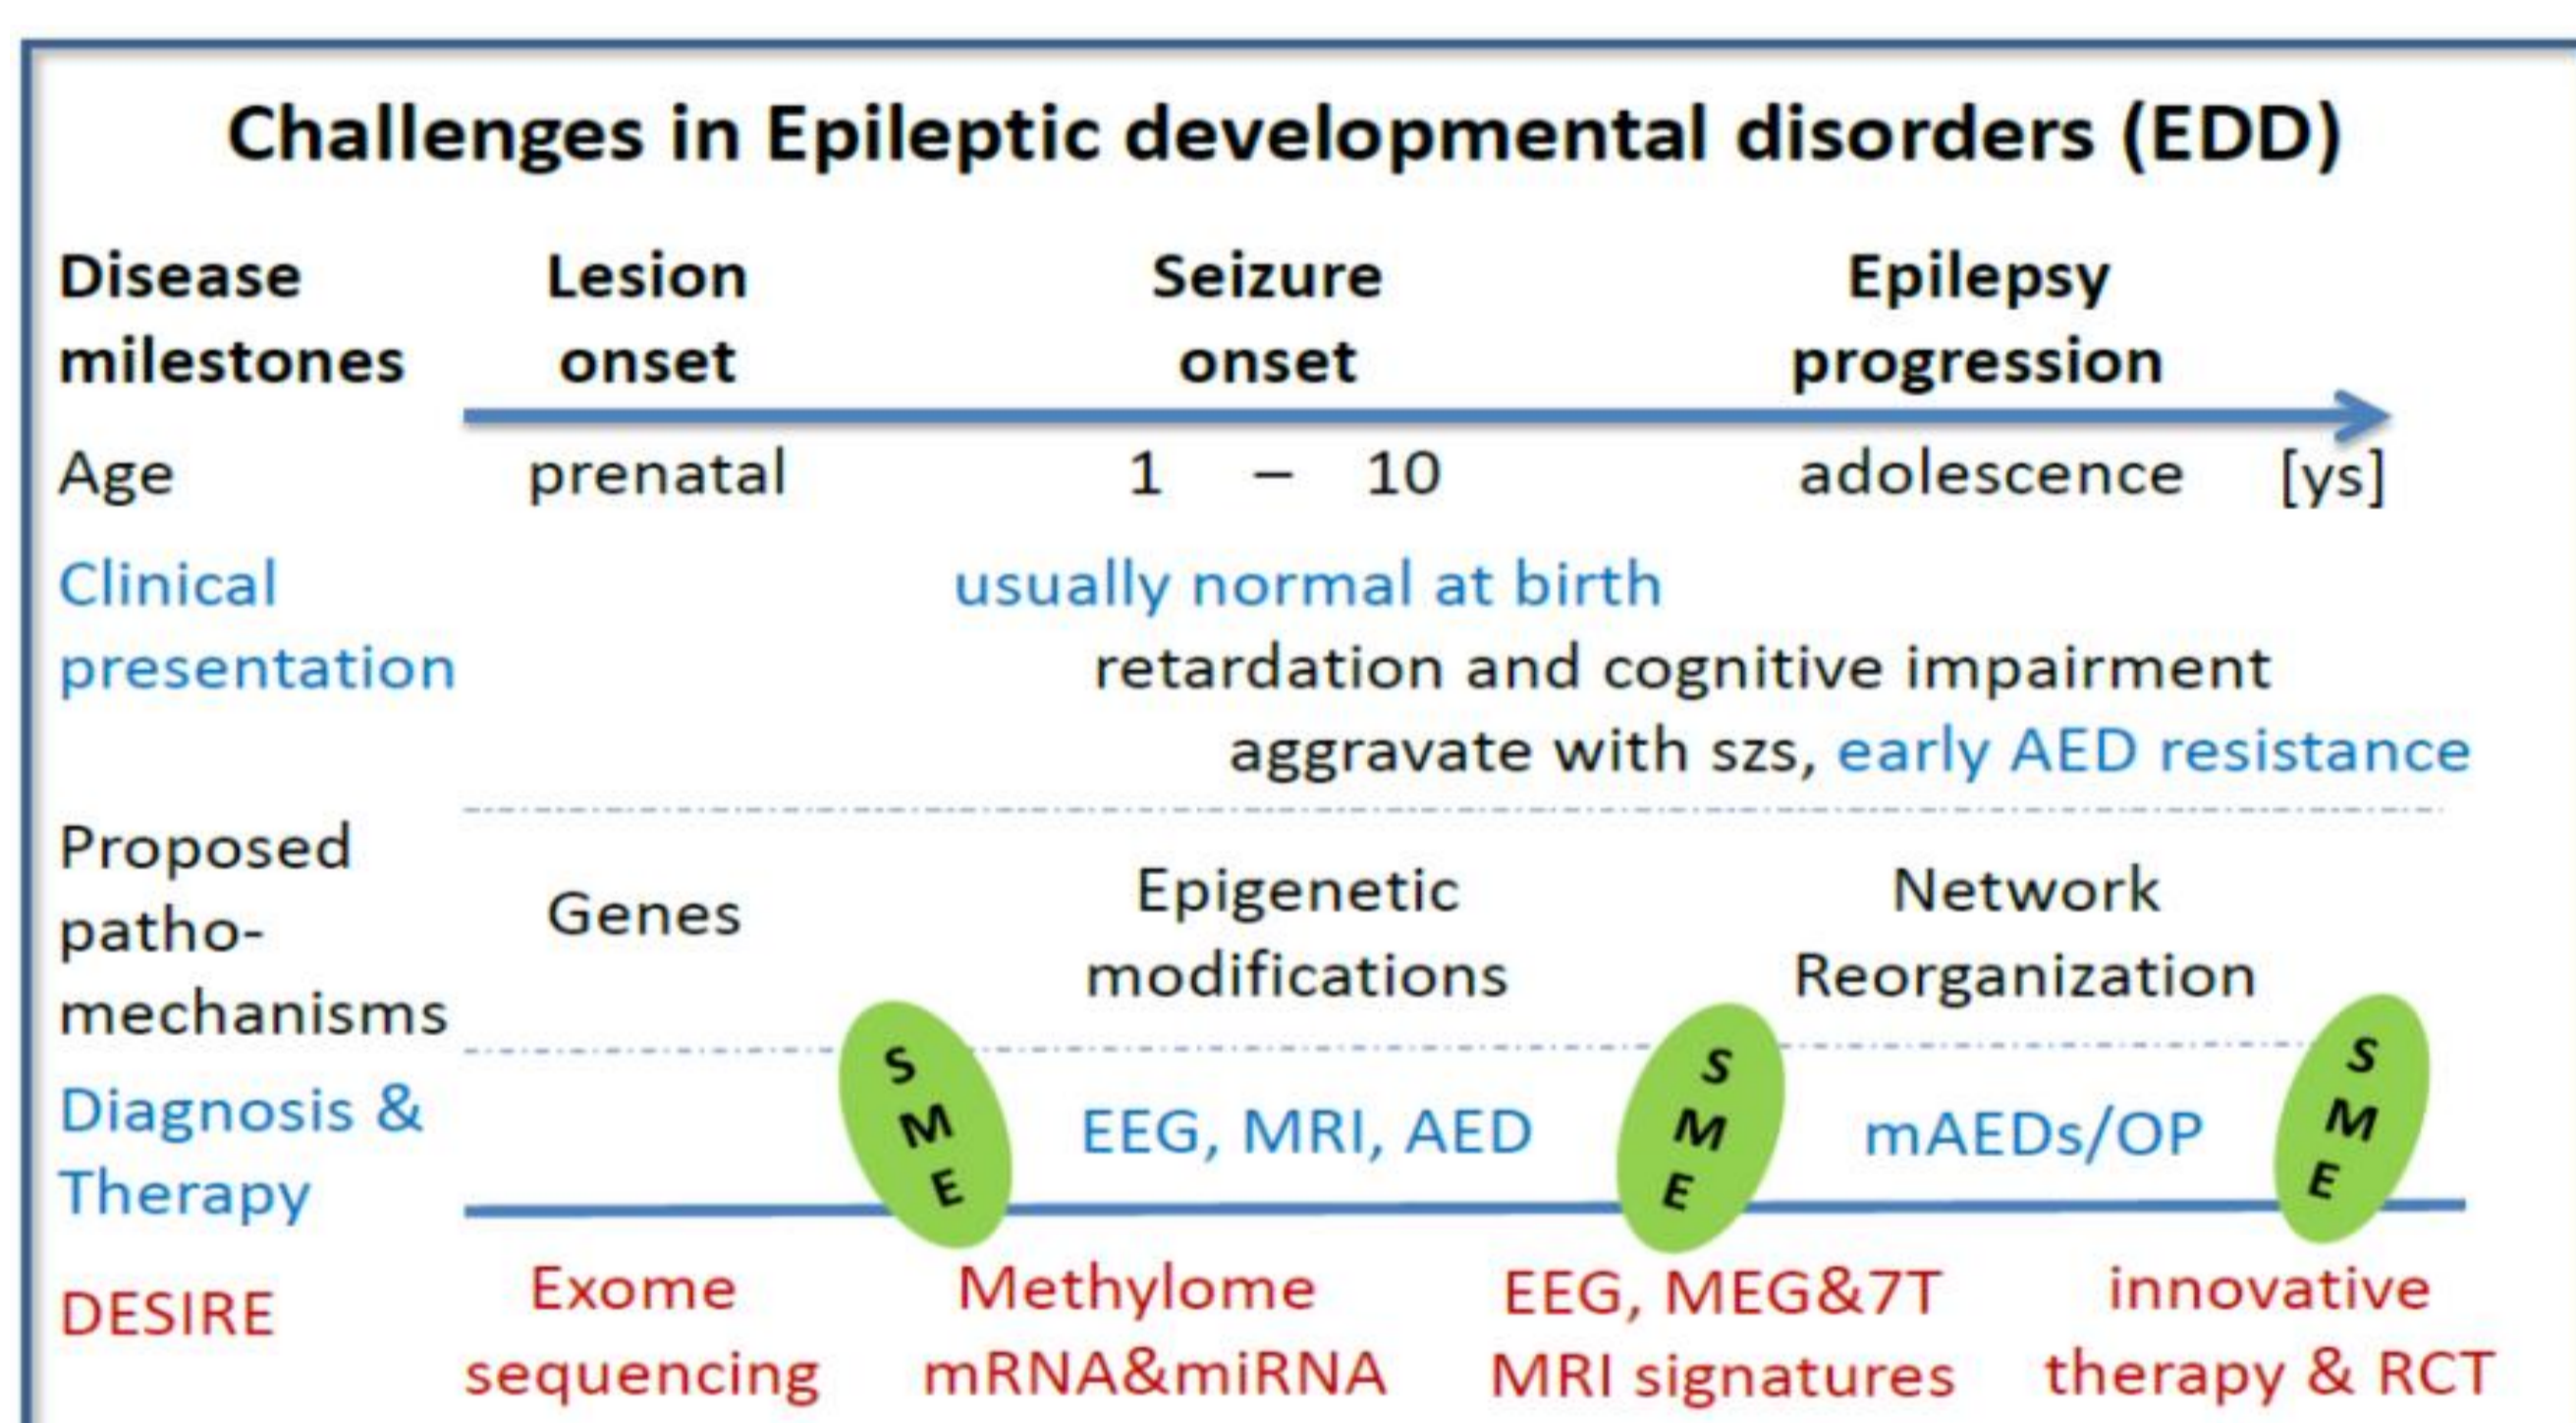 Challenges in Epileptic developmental disorders (EDD)
Disease milestones
Lesion onset
Seizure onset
Epilepsy progression
Age prenatal 1 – 10 adolescence [ys]
Clinical presentation
usually normal at birth
retardation and cognitive impairment
aggravate with szs, early AED resistance
Proposed patho-mechanisms
Genes
Epigenetic modifications
Network Reorganization
SME
SME
SME
Diagnosis & Therapy
EEG, MRI, AED
mAEDs/OP
DESIRE
Exome sequencing
Methylome mRNA&miRNA
EEG, MEG&7T MRI signatures
innovative therapy & RCT